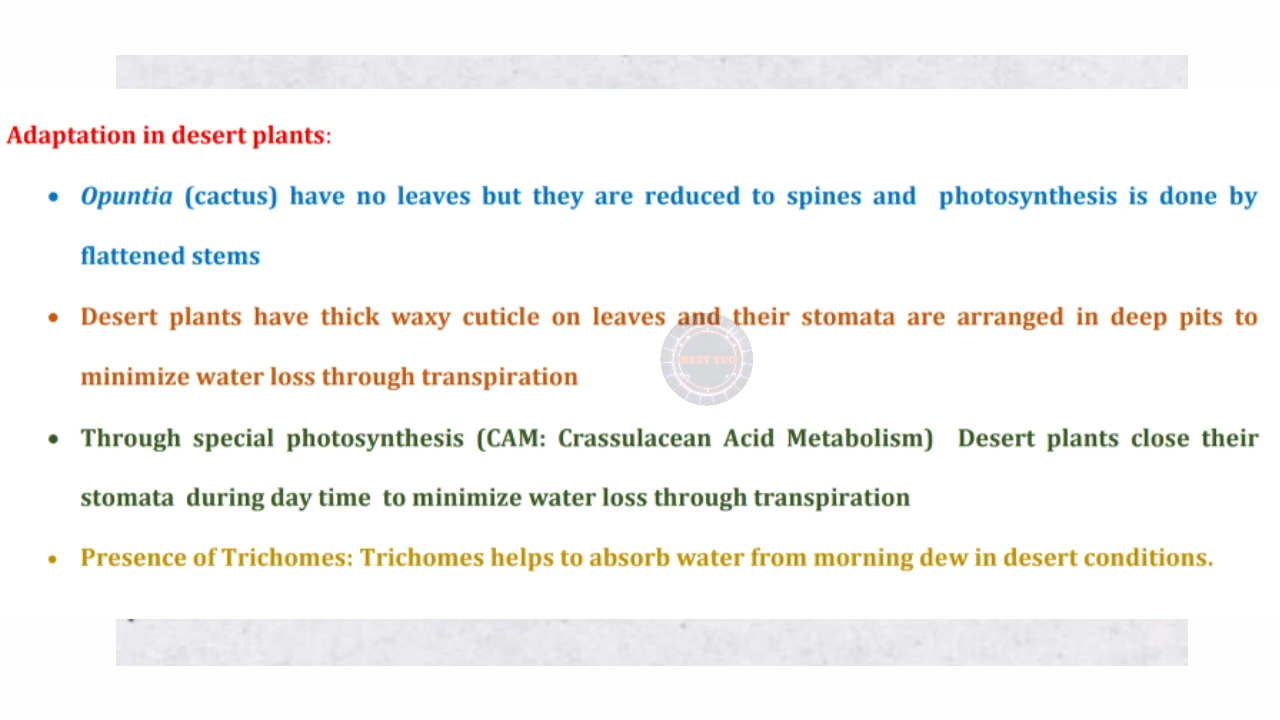 Adaptation in desert plants:
• Opuntia (cactus) have no leaves but they are reduced to spines and photosynthesis is done by
flattened stems
• Desert plants have thick waxy cuticle on leaves and their stomata are arranged in deep pits to
minimize water loss through transpiration
• Through special photosynthesis (CAM: Crassulacean Acid Metabolism) Desert plants close their
stomata during day time to minimize water loss through transpiration
• Presence of Trichomes: Trichomes helps to absorb water from morning dew in desert conditions.